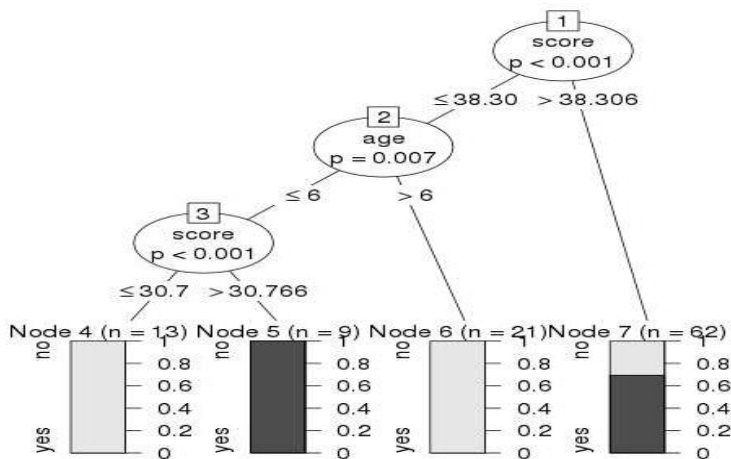 1
score
p < 0.001
≤38.30 > 38.306
2
age
p = 0.007
≤ 6 > 6
3
score
p < 0.001
≤30.7 > 30.766
Node 4 (n = 13) Node 5 (n = 9) Node 6 (n = 21) Node 7 (n = 62)
no 1 no 1 no 1 no 1
0.8 0.8 0.8 0.8
0.6 0.6 0.6 0.6
0.4 0.4 0.4 0.4
yes 0.2 yes 0.2 yes 0.2 yes 0.2
0 0 0 0